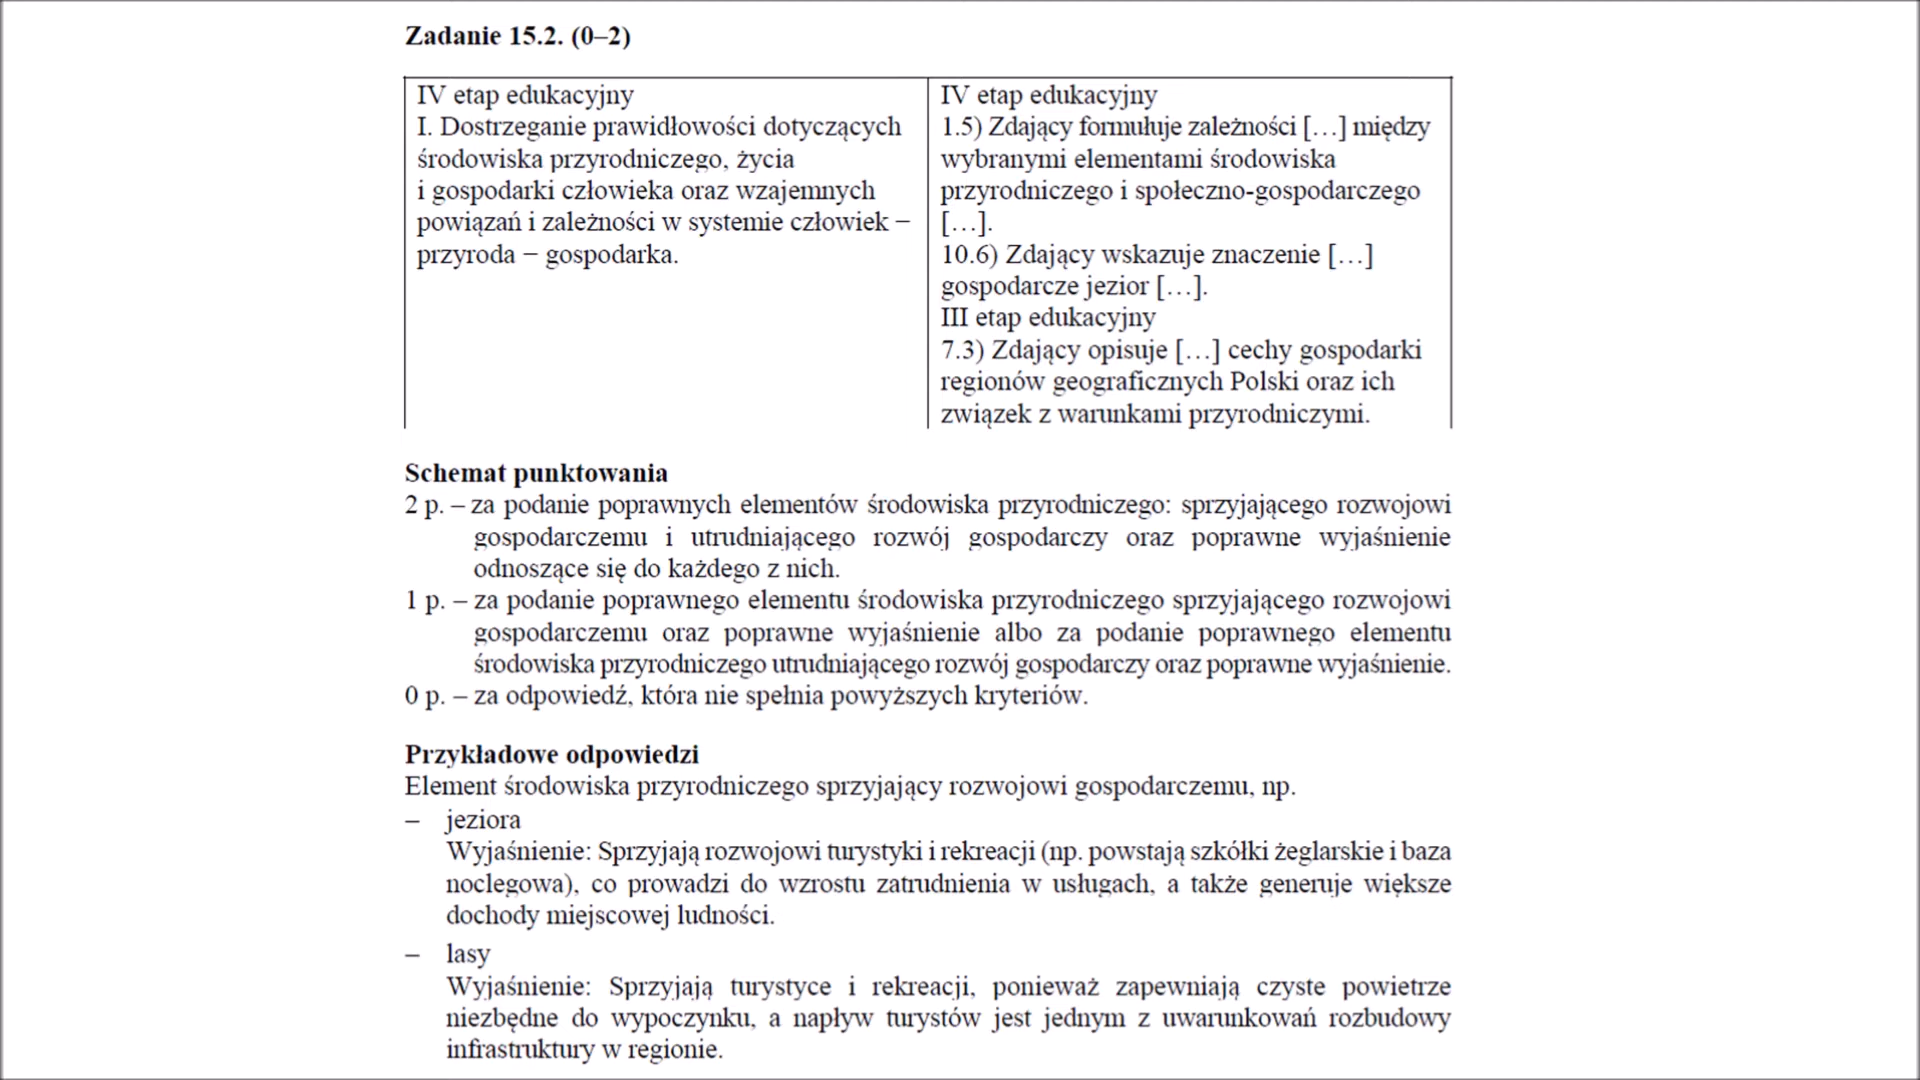 Zadanie 15.2. (0–2)
IV etap edukacyjny
I. Dostrzeganie prawidłowości dotyczących
środowiska przyrodniczego, życia
i gospodarki człowieka oraz wzajemnych
powiązań i zależności w systemie człowiek −
przyroda − gospodarka.
IV etap edukacyjny
1.5) Zdający formułuje zależności […] między
wybranymi elementami środowiska
przyrodniczego i społeczno-gospodarczego
[…].
10.6) Zdający wskazuje znaczenie […]
gospodarcze jezior […].
III etap edukacyjny
7.3) Zdający opisuje […] cechy gospodarki
regionów geograficznych Polski oraz ich
związek z warunkami przyrodniczymi.
Schemat punktowania
2 p. – za podanie poprawnych elementów środowiska przyrodniczego: sprzyjającego rozwojowi
gospodarczemu i utrudniającego rozwój gospodarczy oraz poprawne wyjaśnienie
odnoszące się do każdego z nich.
1 p. – za podanie poprawnego elementu środowiska przyrodniczego sprzyjającego rozwojowi
gospodarczemu oraz poprawne wyjaśnienie albo za podanie poprawnego elementu
środowiska przyrodniczego utrudniającego rozwój gospodarczy oraz poprawne wyjaśnienie.
0 p. – za odpowiedź, która nie spełnia powyższych kryteriów.
Przykładowe odpowiedzi
Element środowiska przyrodniczego sprzyjający rozwojowi gospodarczemu, np.
– jeziora
Wyjaśnienie: Sprzyjają rozwojowi turystyki i rekreacji (np. powstają szkółki żeglarskie i baza
noclegowa), co prowadzi do wzrostu zatrudnienia w usługach, a także generuje większe
dochody miejscowej ludności.
– lasy
Wyjaśnienie: Sprzyjają turystyce i rekreacji, ponieważ zapewniają czyste powietrze
niezbędne do wypoczynku, a napływ turystów jest jednym z uwarunkowań rozbudowy
infrastruktury w regionie.